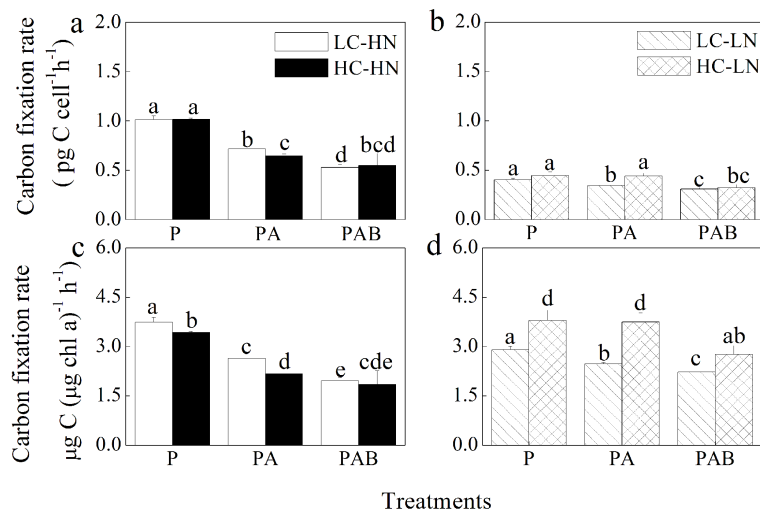 a
b
2.0
1.5
1.0
0.5
0.0
LC-HN
HC-HN
a a
b c
d bcd
P PA PAB
2.0
1.5
1.0
0.5
0.0
LC-LN
HC-LN
a a
b a
c bc
P PA PAB
Carbon fixation rate
( pg C cell⁻¹h⁻¹)
c
d
6.0
4.5
3.0
1.5
0.0
a b
c d
e cde
P PA PAB
6.0
4.5
3.0
1.5
0.0
a d
b d
c ab
P PA PAB
Carbon fixation rate
μg C (μg chl a)⁻¹ h⁻¹)
Treatments